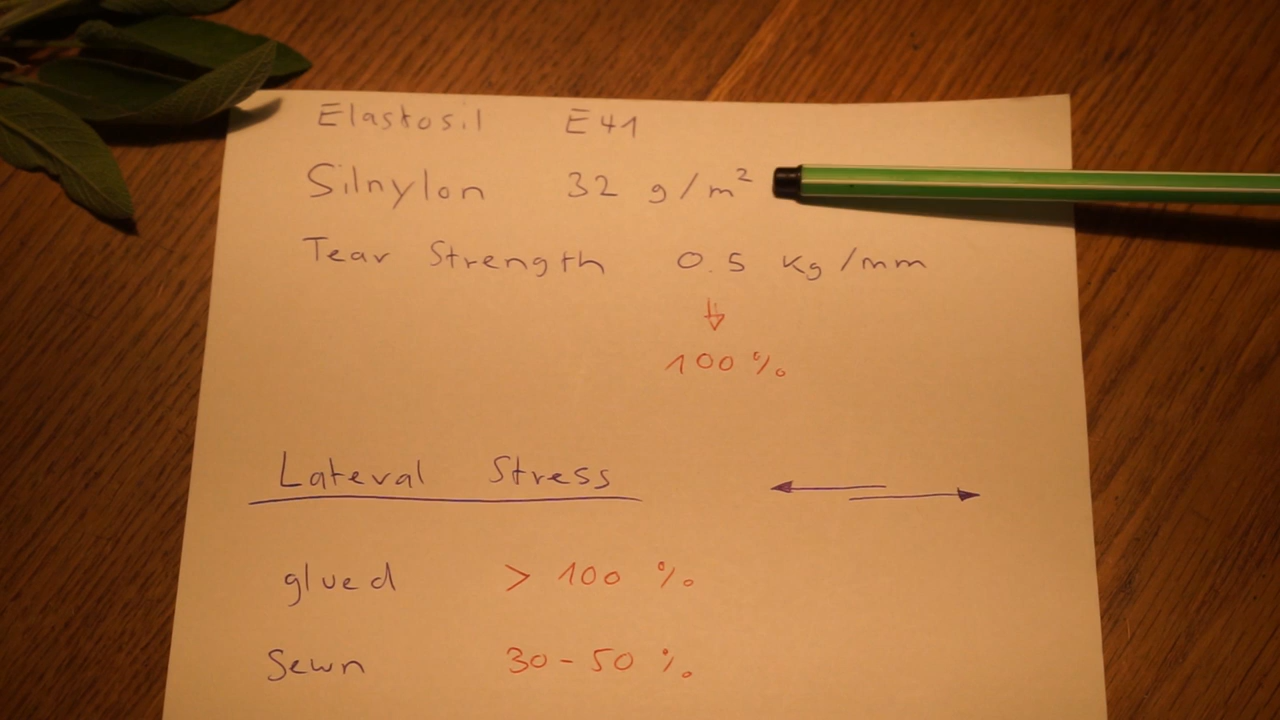 Elastosil E41
Silnylon 32 g/m²
Tear Strength 0.5 kg/mm
100 %
Lateral Stress
glued > 100 %
Sewn 30-50 %